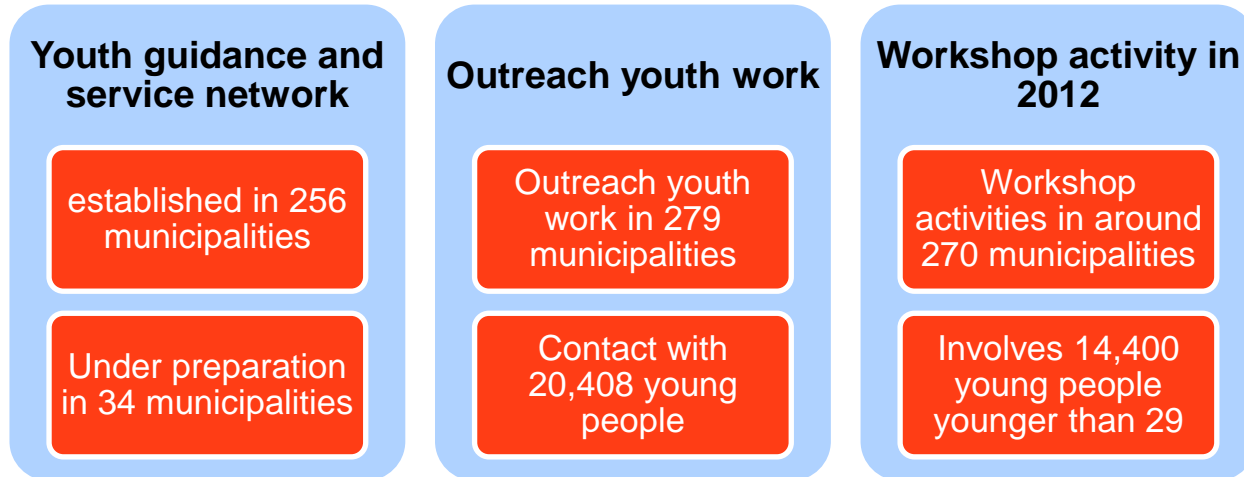 Youth guidance and
service network
established in 256
municipalities
Under preparation
in 34 municipalities
Outreach youth work
Outreach youth
work in 279
municipalities
Contact with
20,408 young
people
Workshop activity in
2012
Workshop
activities in around
270 municipalities
Involves 14,400
young people
younger than 29